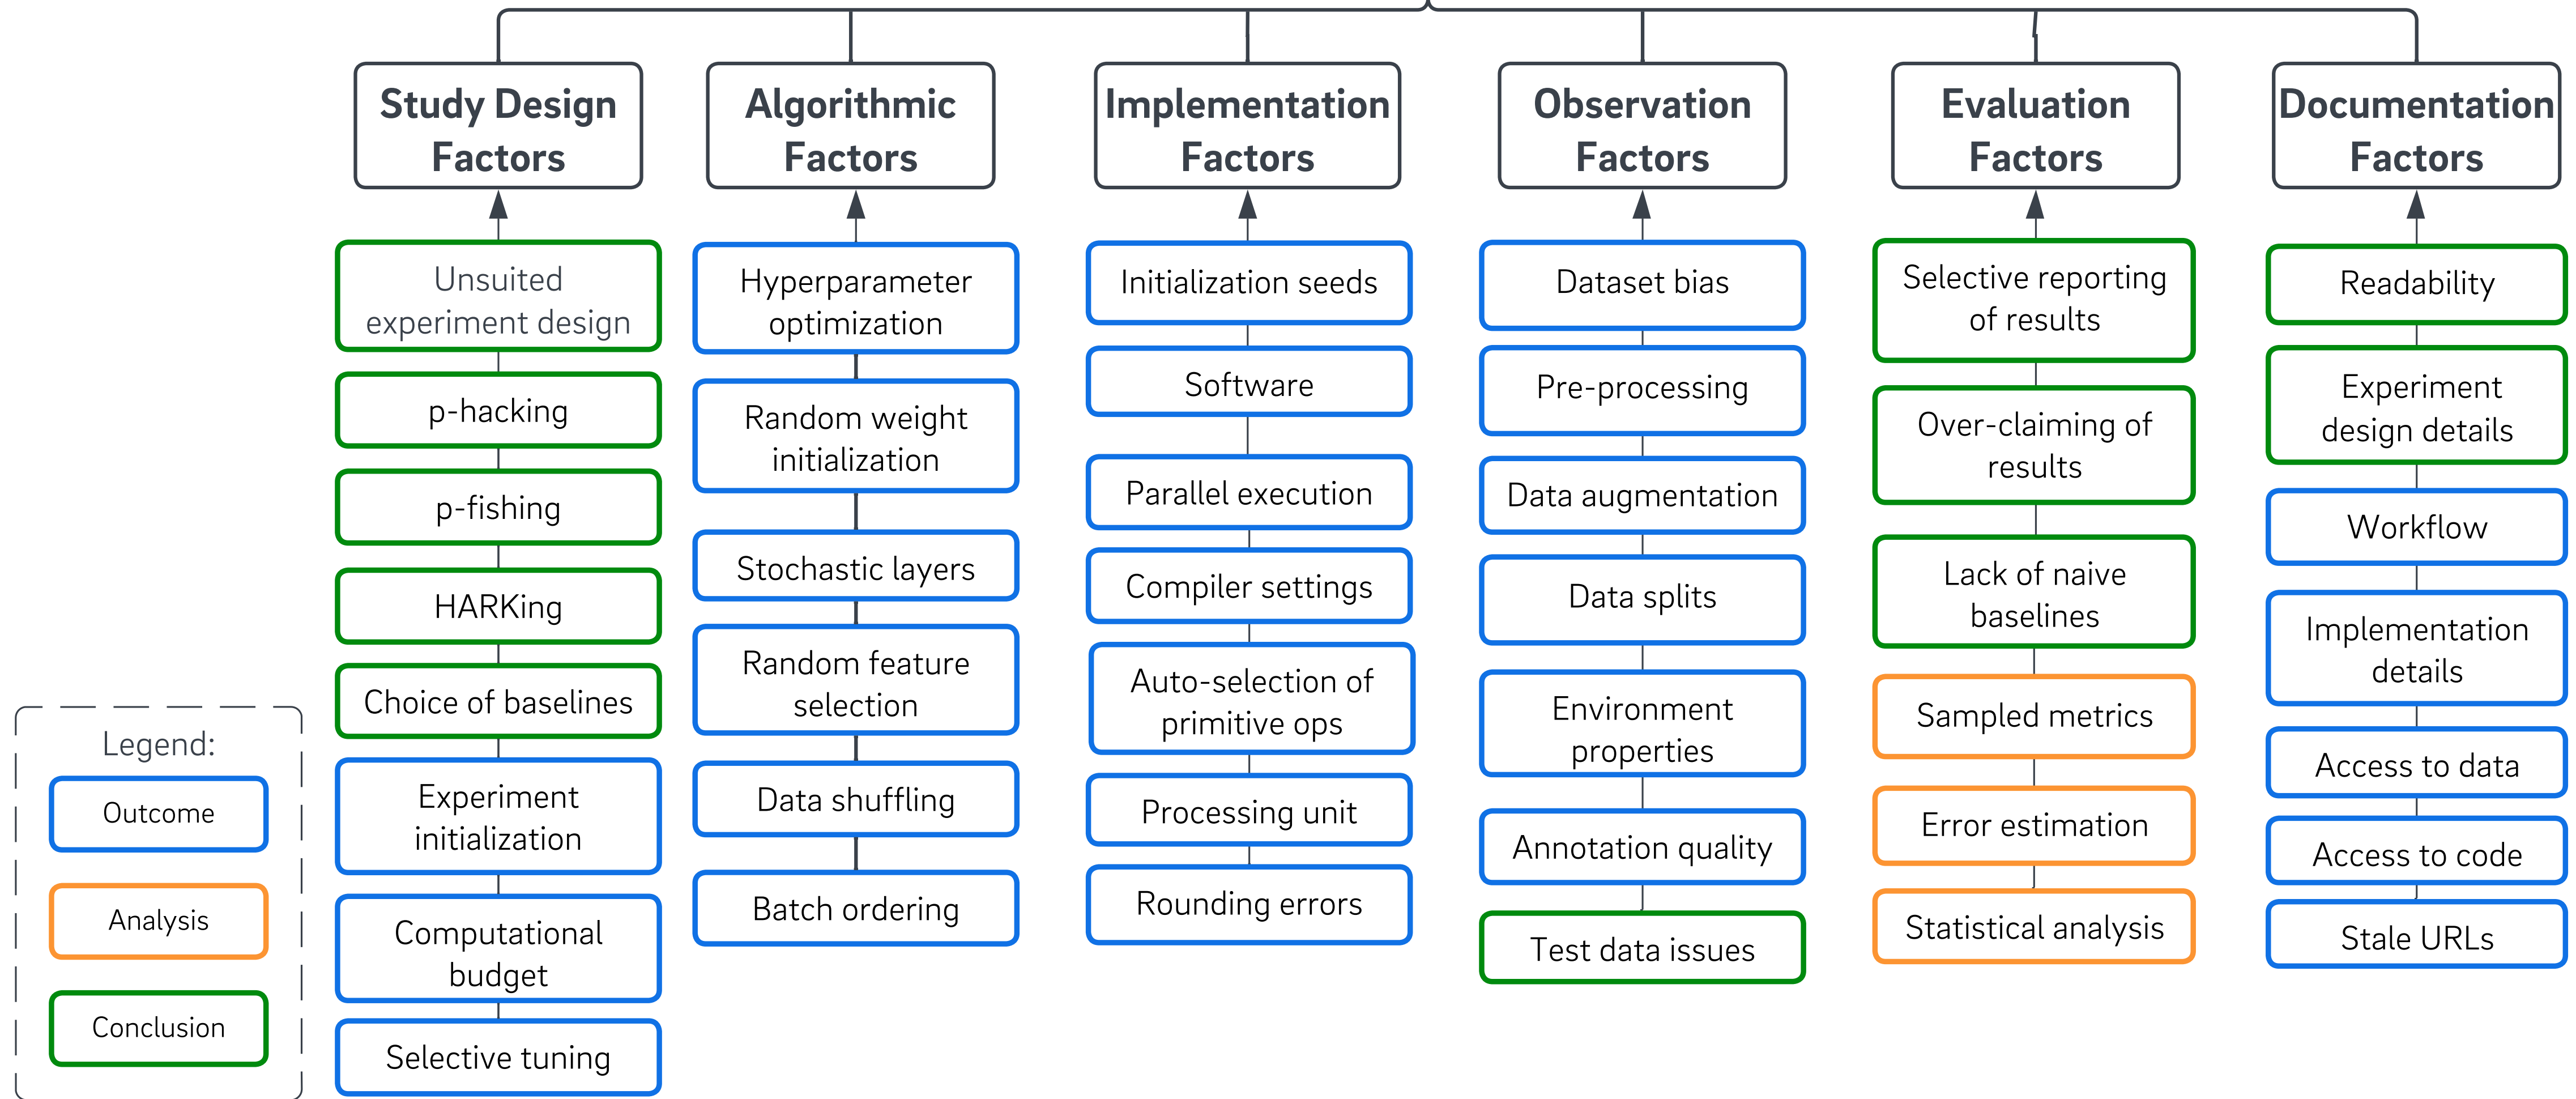 Study Design
Factors
Algorithmic
Factors
Implementation
Factors
Observation
Factors
Evaluation
Factors
Documentation
Factors
Unsuited
experiment design
p-hacking
p-fishing
HARKing
Choice of baselines
Experiment
initialization
Computational
budget
Selective tuning
Hyperparameter
optimization
Random weight
initialization
Stochastic layers
Random feature
selection
Data shuffling
Batch ordering
Initialization seeds
Software
Parallel execution
Compiler settings
Auto-selection of
primitive ops
Processing unit
Rounding errors
Dataset bias
Pre-processing
Data augmentation
Data splits
Environment
properties
Annotation quality
Test data issues
Selective reporting
of results
Over-claiming of
results
Lack of naive
baselines
Sampled metrics
Error estimation
Statistical analysis
Readability
Experiment
design details
Workflow
Implementation
details
Access to data
Access to code
Stale URLs
Legend:
Outcome
Analysis
Conclusion